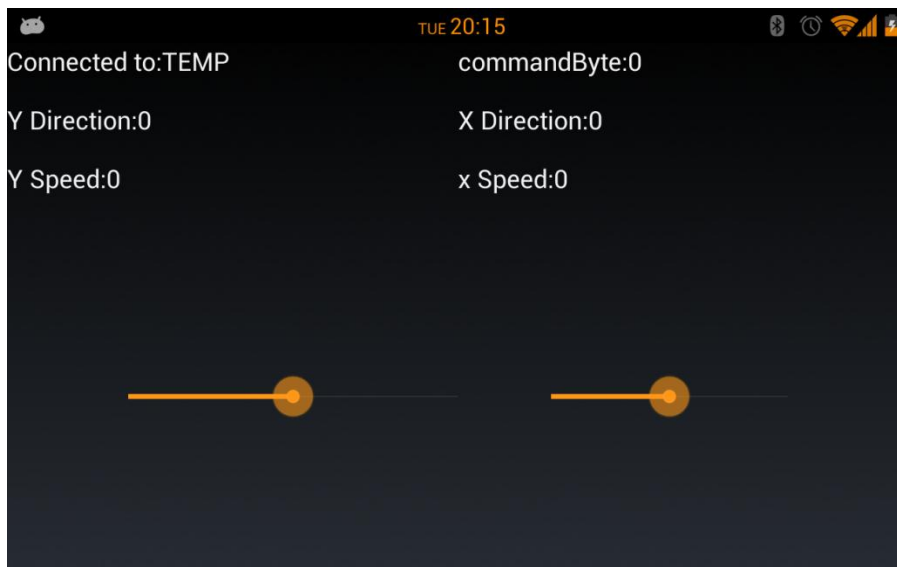 TUE 20:15
Connected to:TEMP
commandByte:0
Y Direction:0
X Direction:0
Y Speed:0
x Speed:0